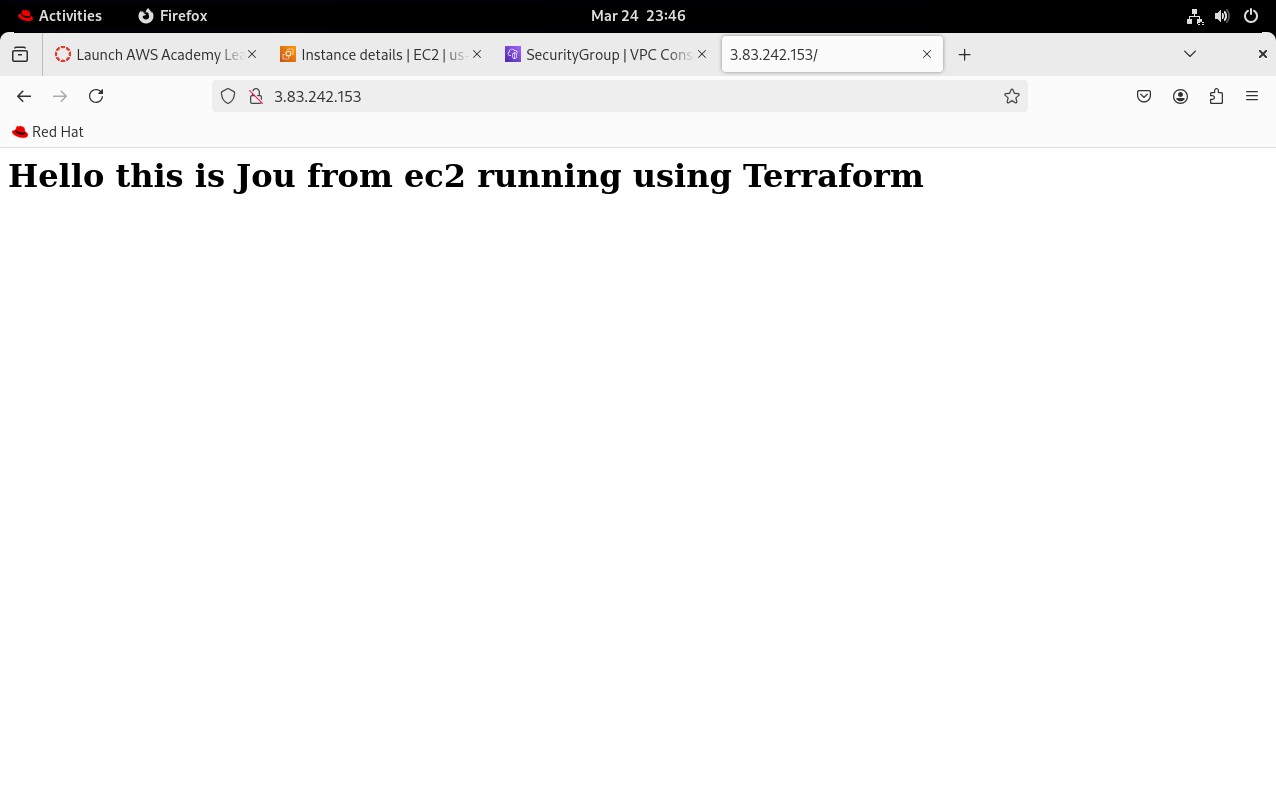 Activities Firefox Mar 24 23:46
Launch AWS Academy Lea Instance details | EC2 | us- SecurityGroup | VPC Cons 3.83.242.153/
3.83.242.153
Red Hat
Hello this is Jou from ec2 running using Terraform